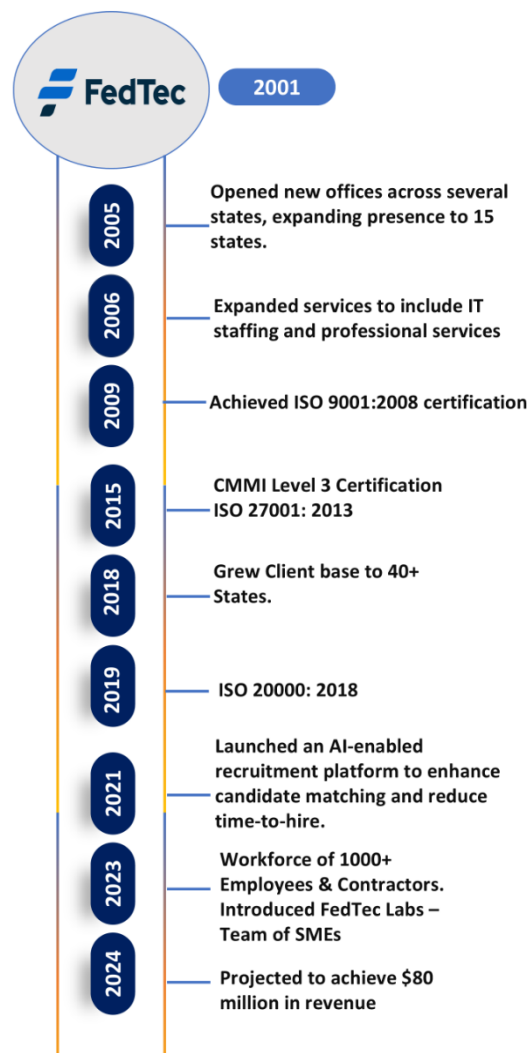 FedTec
2001
2005
Opened new offices across several
states, expanding presence to 15
states.
2006
Expanded services to include IT
staffing and professional services
2009
Achieved ISO 9001:2008 certification
2015
CMMI Level 3 Certification
ISO 27001: 2013
2018
Grew Client base to 40+
States.
2019
ISO 20000: 2018
2021
Launched an AI-enabled
recruitment platform to enhance
candidate matching and reduce
time-to-hire.
2023
Workforce of 1000+
Employees & Contractors.
Introduced FedTec Labs –
Team of SMEs
2024
Projected to achieve $80
million in revenue